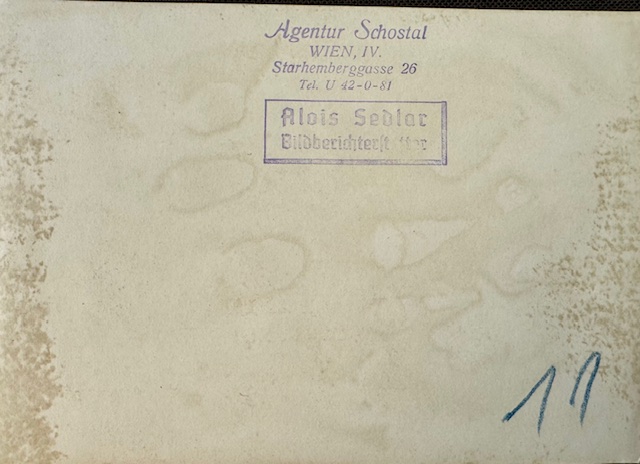 Agentur Schostal
WIEN, IV.
Starhemberggasse 26
Tel. U 42-0-81
Alois Sedlar
Bildberichterstatter
11